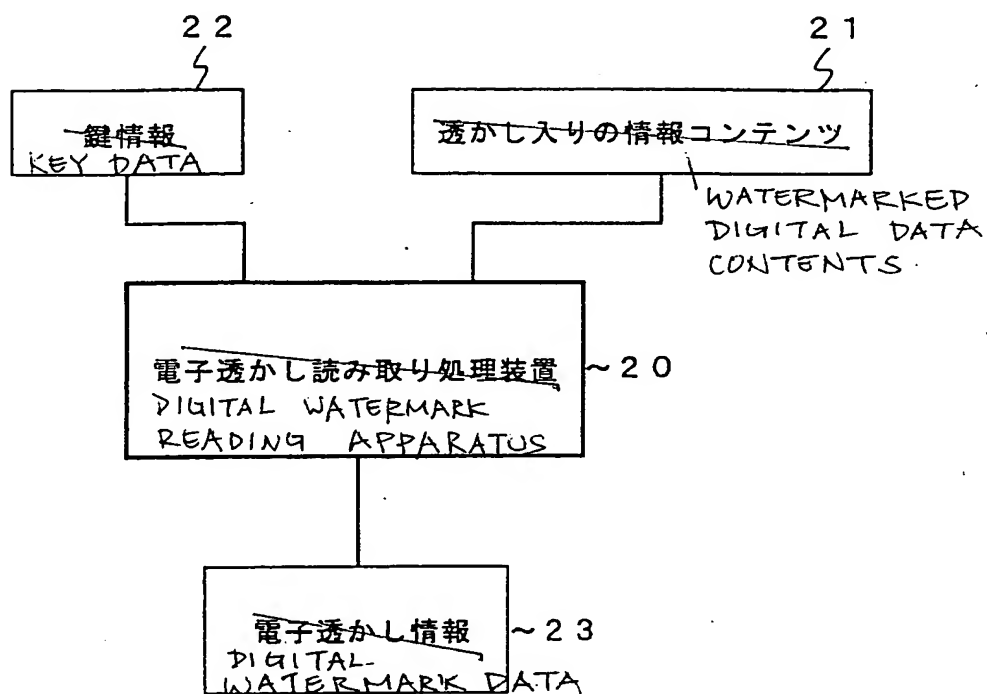 22
21
鍵情報
KEY DATA
透かし入りの情報コンテンツ
WATERMARKED
DIGITAL DATA
CONTENTS.
電子透かし読み取り処理装置
~20
DIGITAL WATERMARK
READING APPARATUS
電子透かし情報
~23
DIGITAL-
WATERMARK DATA